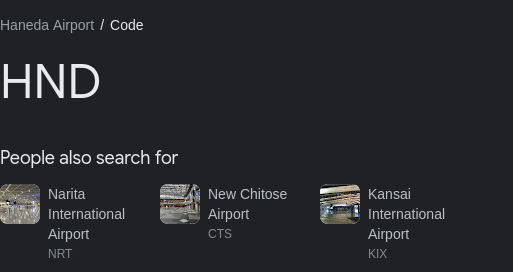 Haneda Airport / Code
HND
People also search for
Narita
International
Airport
NRT
New Chitose
Airport
CTS
Kansai
International
Airport
KIX